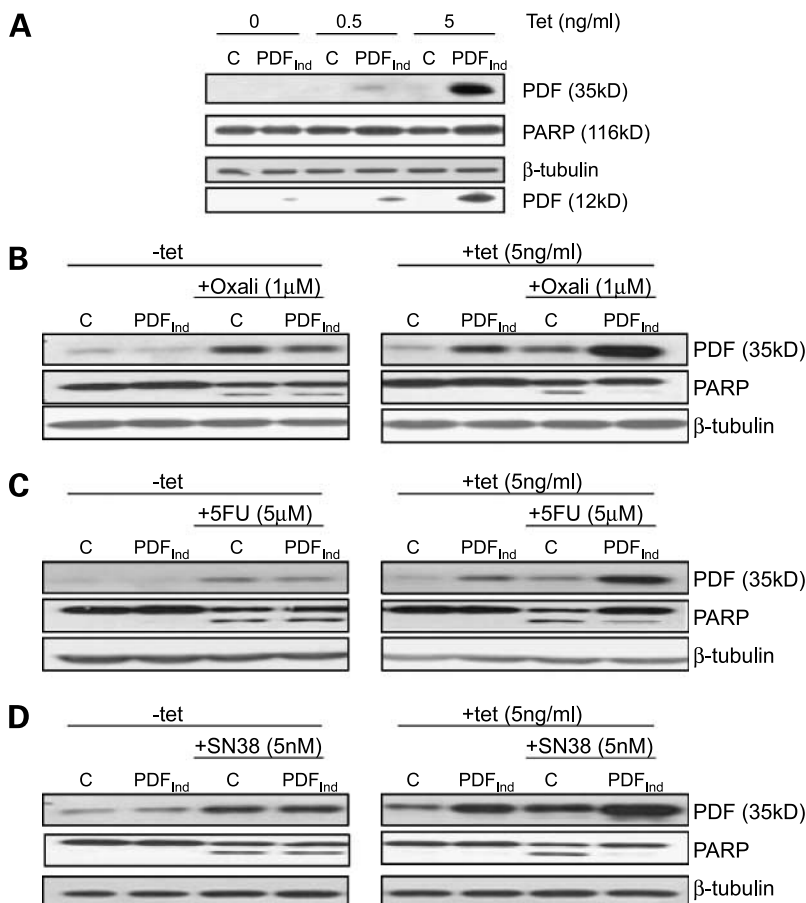 A
0 0.5 5 Tet (ng/ml)
C PDFInd C PDFInd C PDFInd
PDF (35kD)
PARP (116kD)
β-tubulin
PDF (12kD)
B
-tet +tet (5ng/ml)
+Oxali (1μM) +Oxali (1μM)
C PDFInd C PDFInd C PDFInd C PDFInd
PDF (35kD)
PARP
β-tubulin
C
-tet +tet (5ng/ml)
+5FU (5μM) +5FU (5μM)
C PDFInd C PDFInd C PDFInd C PDFInd
PDF (35kD)
PARP
β-tubulin
D
-tet +tet (5ng/ml)
+SN38 (5nM) +SN38 (5nM)
C PDFInd C PDFInd C PDFInd C PDFInd
PDF (35kD)
PARP
β-tubulin